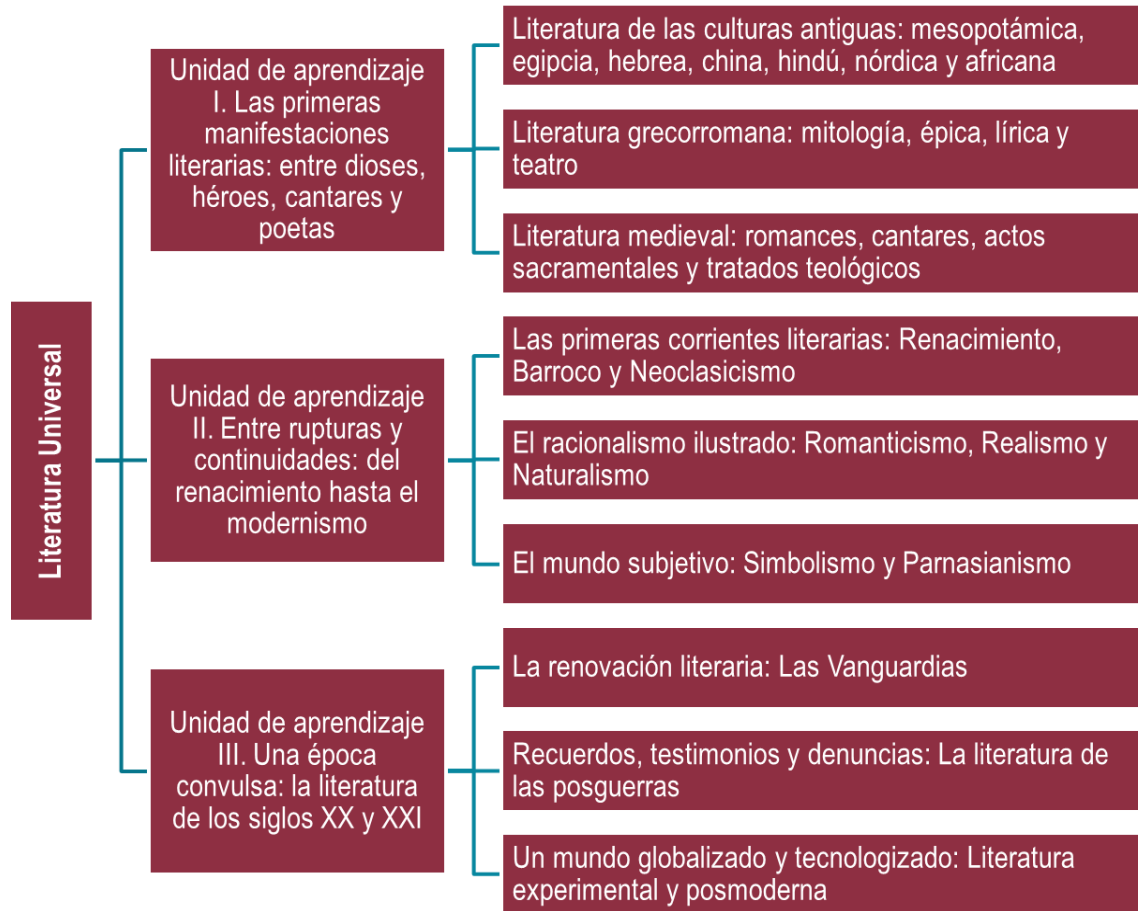 Literatura Universal
Unidad de aprendizaje
I. Las primeras
manifestaciones
literarias: entre dioses,
héroes, cantares y
poetas
Literatura de las culturas antiguas: mesopotámica,
egipcia, hebrea, china, hindú, nórdica y africana
Literatura grecorromana: mitología, épica, lírica y
teatro
Literatura medieval: romances, cantares, actos
sacramentales y tratados teológicos
Unidad de aprendizaje
II. Entre rupturas y
continuidades: del
renacimiento hasta el
modernismo
Las primeras corrientes literarias: Renacimiento,
Barroco y Neoclasicismo
El racionalismo ilustrado: Romanticismo, Realismo y
Naturalismo
El mundo subjetivo: Simbolismo y Parnasianismo
Unidad de aprendizaje
III. Una época
convulsa: la literatura
de los siglos XX y XXI
La renovación literaria: Las Vanguardias
Recuerdos, testimonios y denuncias: La literatura de
las posguerras
Un mundo globalizado y tecnologizado: Literatura
experimental y posmoderna